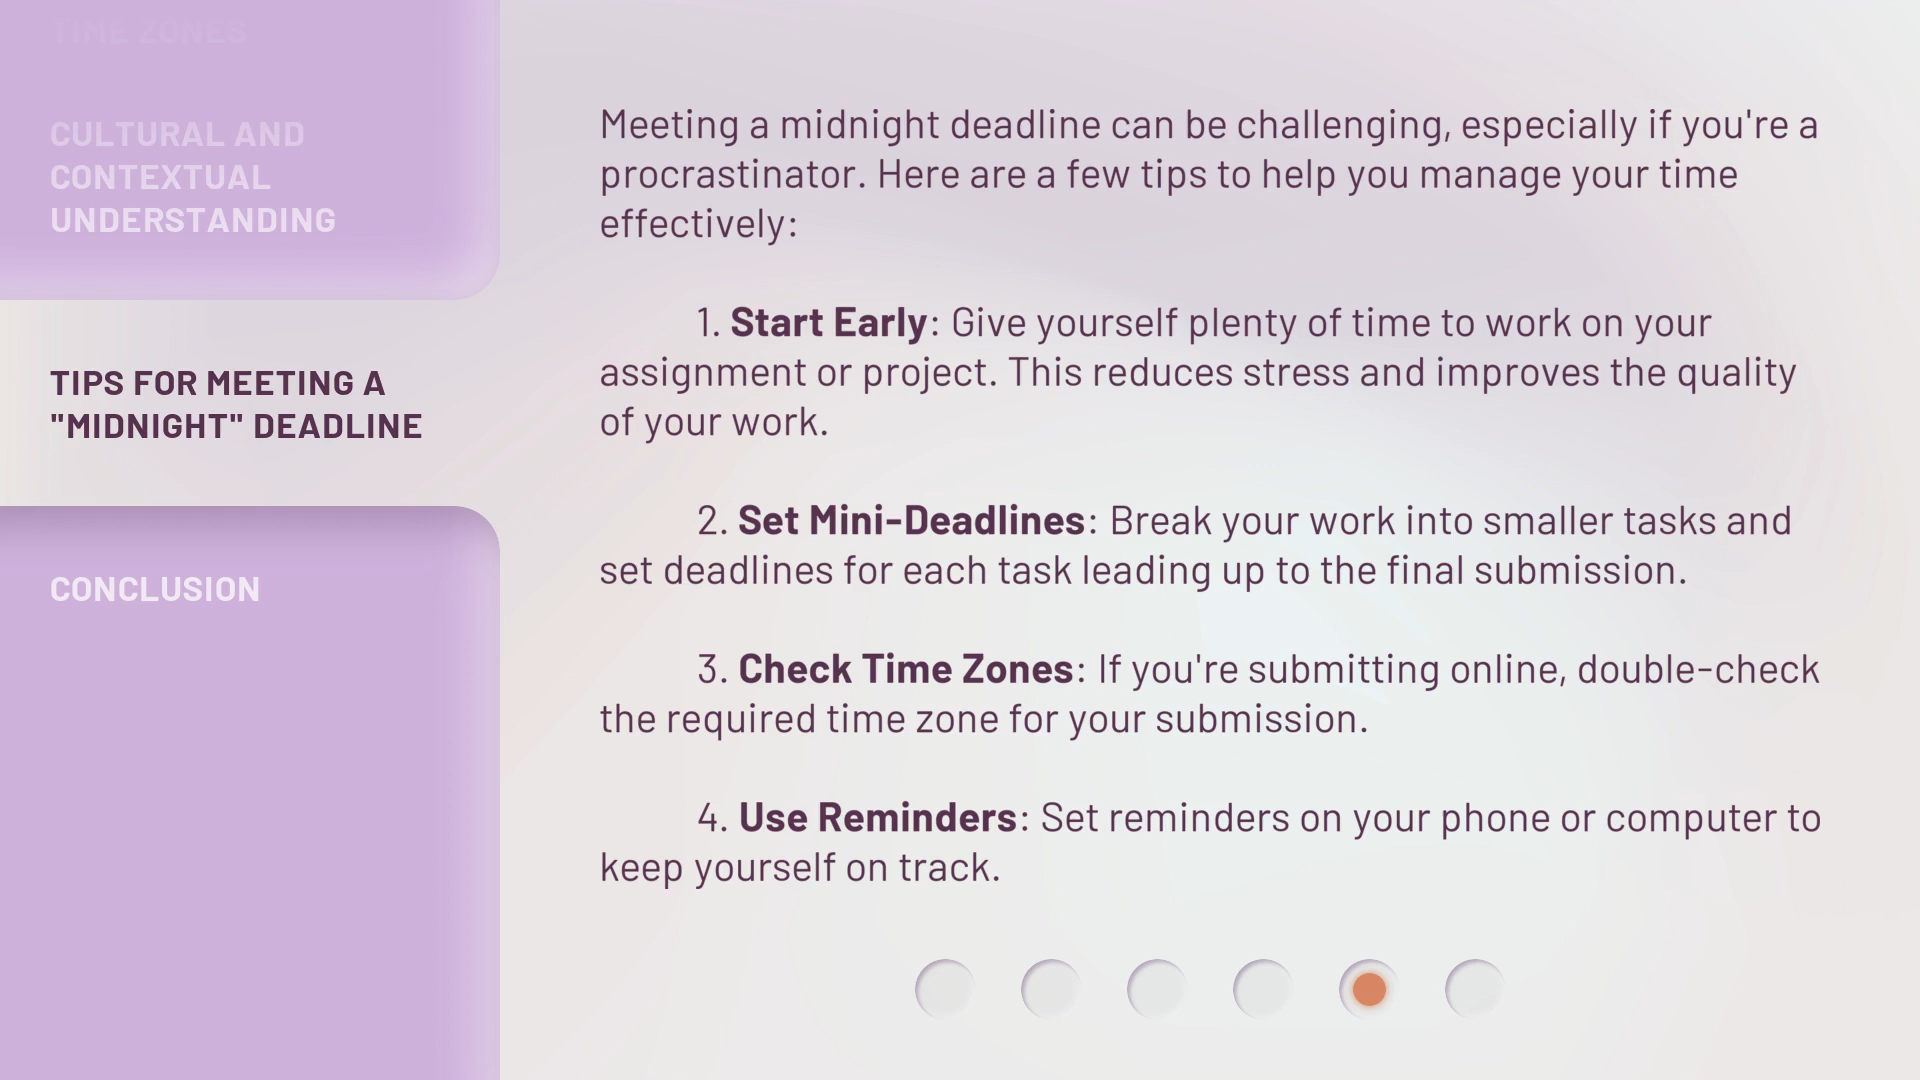 TIME ZONES
CULTURAL AND
CONTEXTUAL
UNDERSTANDING
TIPS FOR MEETING A
"MIDNIGHT" DEADLINE
CONCLUSION
Meeting a midnight deadline can be challenging, especially if you're a
procrastinator. Here are a few tips to help you manage your time
effectively:
1. Start Early: Give yourself plenty of time to work on your
assignment or project. This reduces stress and improves the quality
of your work.
2. Set Mini-Deadlines: Break your work into smaller tasks and
set deadlines for each task leading up to the final submission.
3. Check Time Zones: If you're submitting online, double-check
the required time zone for your submission.
4. Use Reminders: Set reminders on your phone or computer to
keep yourself on track.